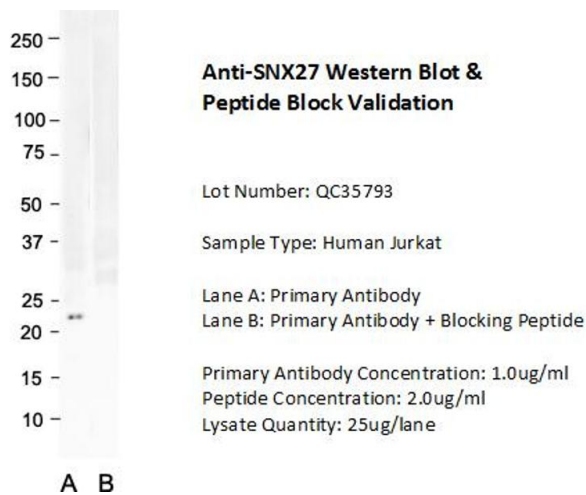 250
150
100
75
50
37
25
20
15
10
A B
Anti-SNX27 Western Blot &
Peptide Block Validation
Lot Number: QC35793
Sample Type: Human Jurkat
Lane A: Primary Antibody
Lane B: Primary Antibody + Blocking Peptide
Primary Antibody Concentration: 1.0ug/ml
Peptide Concentration: 2.0ug/ml
Lysate Quantity: 25ug/lane